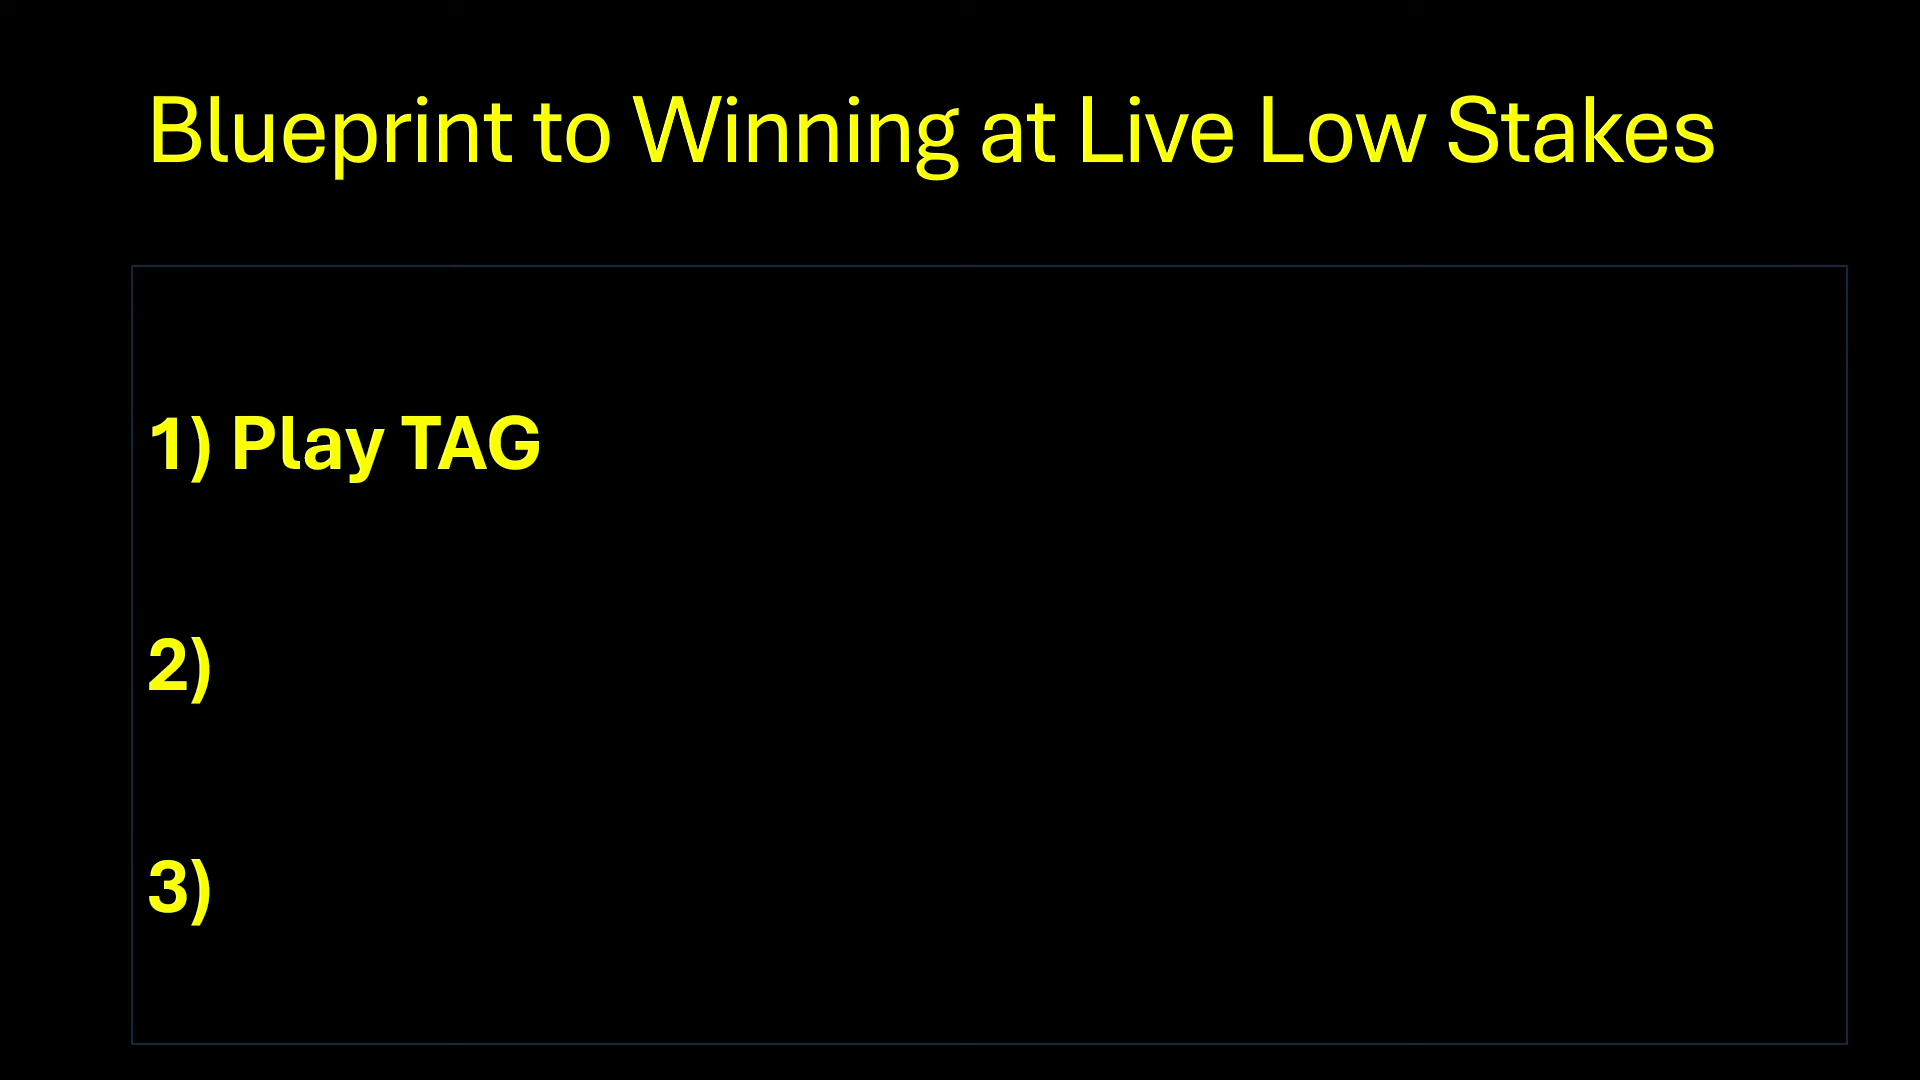 Blueprint to Winning at Live Low Stakes
1) Play TAG
2)
3)